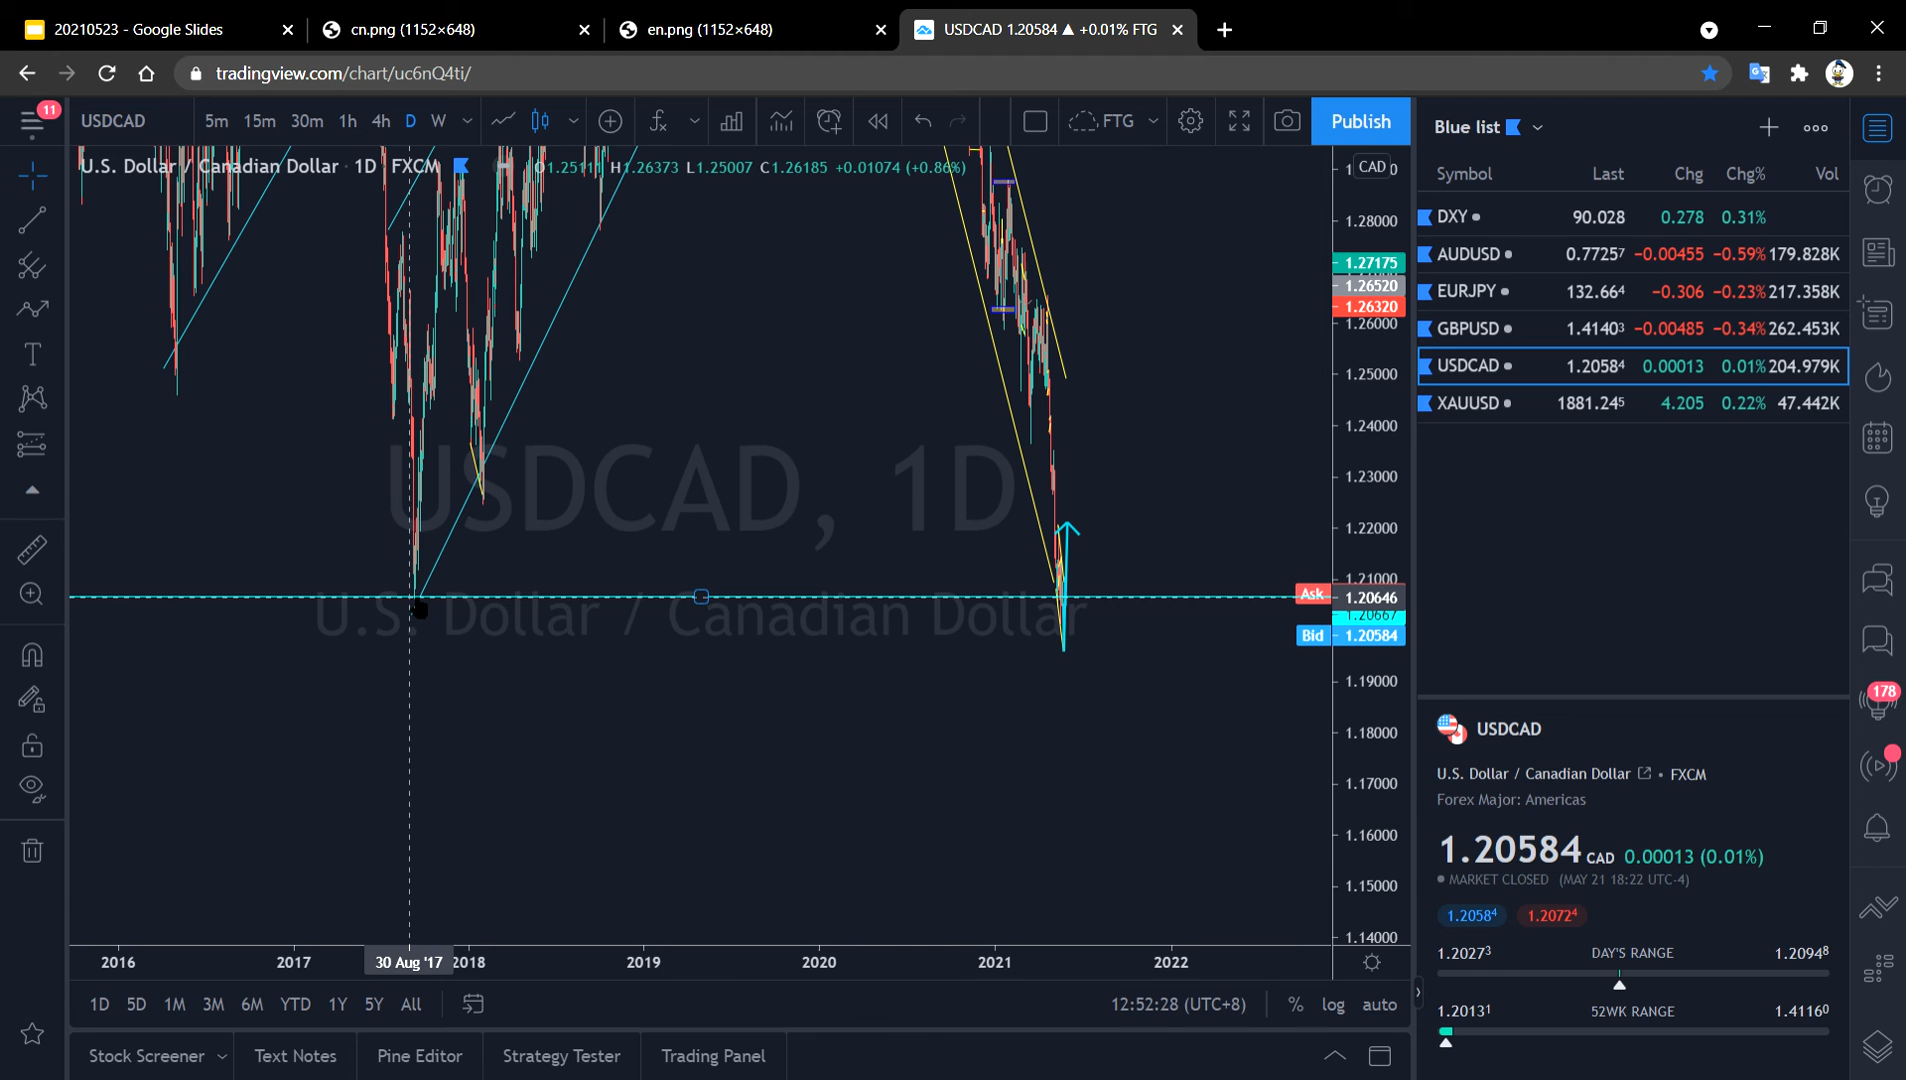 20210523 - Google Slides
cn.png (1152×648)
en.png (1152×648)
USDCAD 1.20584 ▲ +0.01% FTG
tradingview.com/chart/uc6nQ4ti/
11
USDCAD 5m 15m 30m 1h 4h D W FTG Publish
U.S. Dollar / Canadian Dollar · 1D FXCM H1.26373 L1.25007 C1.26185 +0.01074 (+0.86%)
CAD
1.28000
1.27175
1.26520
1.26320
1.26000
1.25000
1.24000
1.23000
1.22000
1.21000
Ask 1.20646
1.20667
Bid 1.20584
1.19000
1.18000
1.17000
1.16000
1.15000
1.14000
USDCAD, 1D
U.S. Dollar / Canadian Dollar
2016 2017 30 Aug '17 2018 2019 2020 2021 2022
1D 5D 1M 3M 6M YTD 1Y 5Y All 12:52:28 (UTC+8) % log auto
Stock Screener Text Notes Pine Editor Strategy Tester Trading Panel
Blue list
Symbol Last Chg Chg% Vol
DXY 90.028 0.278 0.31%
AUDUSD 0.77257 −0.00455 −0.59% 179.828K
EURJPY 132.664 −0.306 −0.23% 217.358K
GBPUSD 1.41403 −0.00485 −0.34% 262.453K
USDCAD 1.20584 0.00013 0.01% 204.979K
XAUUSD 1881.245 4.205 0.22% 47.442K
178
USDCAD
U.S. Dollar / Canadian Dollar • FXCM
Forex Major: Americas
1.20584 CAD 0.00013 (0.01%)
MARKET CLOSED (MAY 21 18:22 UTC-4)
1.20584 1.20724
1.20273 DAY'S RANGE 1.20948
1.20131 52WK RANGE 1.41160